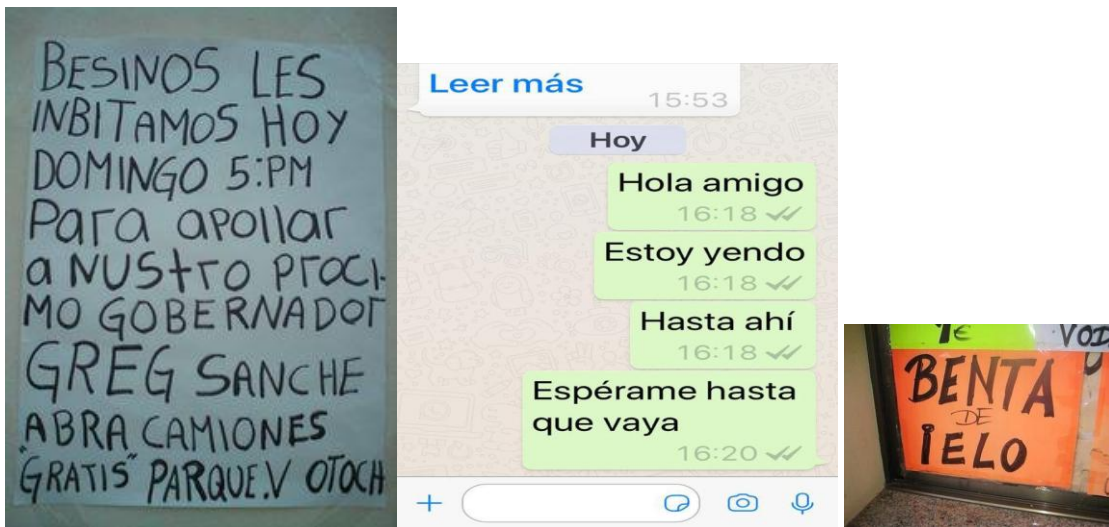 BESINOS LES
INBITAMOS HOY
DOMINGO 5:PM
Para apollar
a NUStro Proci-
MO GOBERNADOr
GREG SANCHE
ABRA CAMIONES
"GRATIS" PARQUE.V OTOCH
Leer más
15:53
Hoy
Hola amigo
16:18
Estoy yendo
16:18
Hasta ahí
16:18
Espérame hasta
que vaya
16:20
VOD
BENTA
DE
IELO